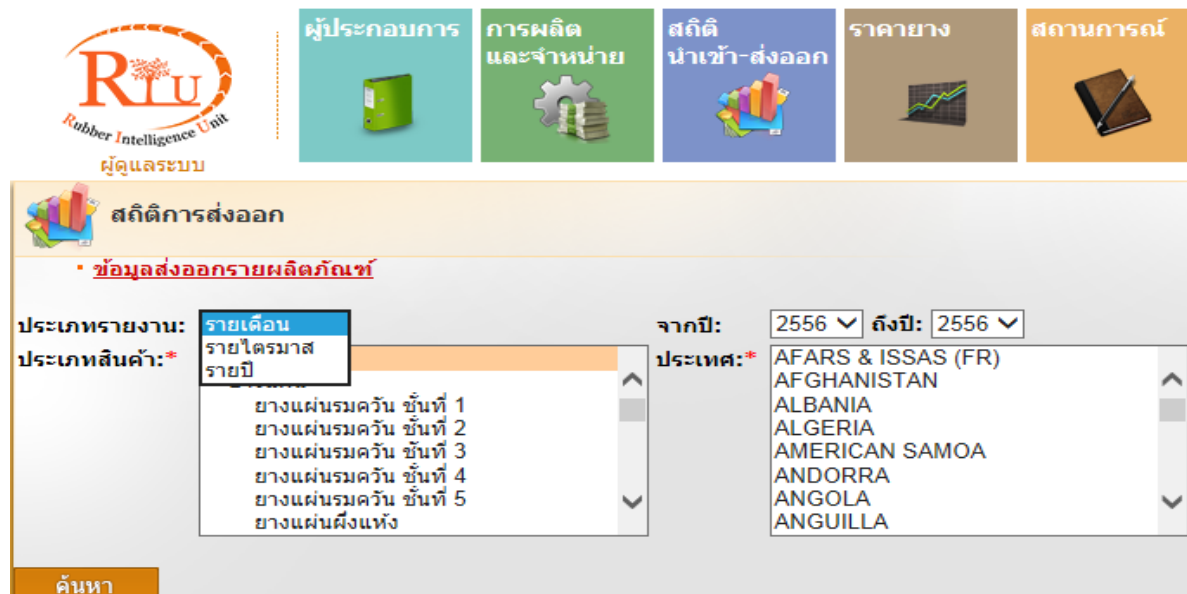 ผู้ประกอบการ
การผลิต
และจำหน่าย
สถิติ
นำเข้า-ส่งออก
ราคายาง
สถานการณ์
RIU
Rubber Intelligence Unit
ผู้ดูแลระบบ
สถิติการส่งออก
ข้อมูลส่งออกรายผลิตภัณฑ์
ประเภทรายงาน:
รายเดือน
รายไตรมาส
รายปี
จากปี: 2556 ถึงปี: 2556
ประเภทสินค้า:*
ยางแผ่นรมควัน ชั้นที่ 1
ยางแผ่นรมควัน ชั้นที่ 2
ยางแผ่นรมควัน ชั้นที่ 3
ยางแผ่นรมควัน ชั้นที่ 4
ยางแผ่นรมควัน ชั้นที่ 5
ยางแผ่นผึ่งแห้ง
ประเทศ:*
AFARS & ISSAS (FR)
AFGHANISTAN
ALBANIA
ALGERIA
AMERICAN SAMOA
ANDORRA
ANGOLA
ANGUILLA
ค้นหา